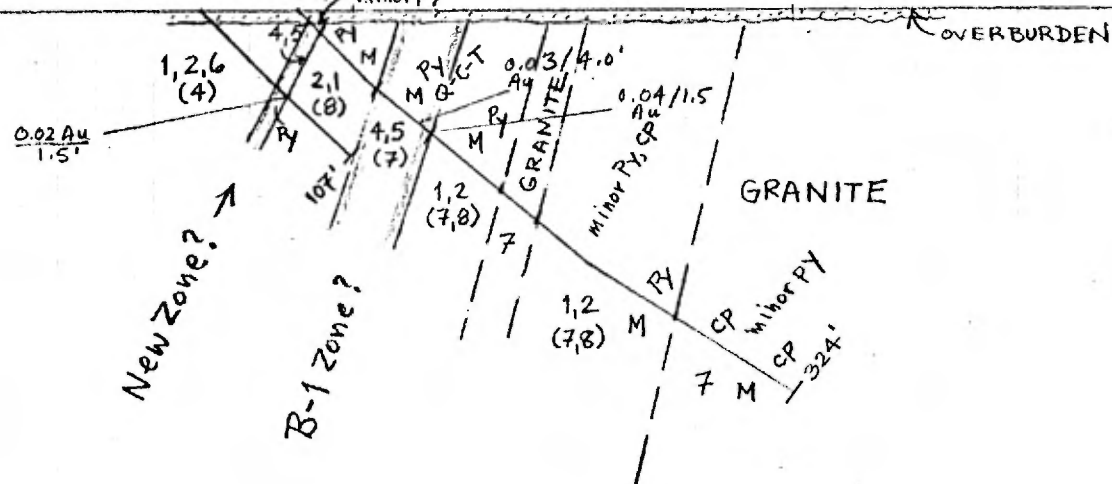 OVERBURDEN
4,5
PY
M
PY
Q-C-T
M
0.03/4.0'
Au
0.04/1.5
Au
1,2,6
(4)
2,1
(8)
Py
0.02 Au
1.5'
4,5
(7)
107'
M Py
GRANITE
minor PY, CP
GRANITE
1,2
(7,8)
7
New Zone?
B-1 Zone?
1,2
(7,8)
M
PY
CP
minor PY
CP
324'
7 M